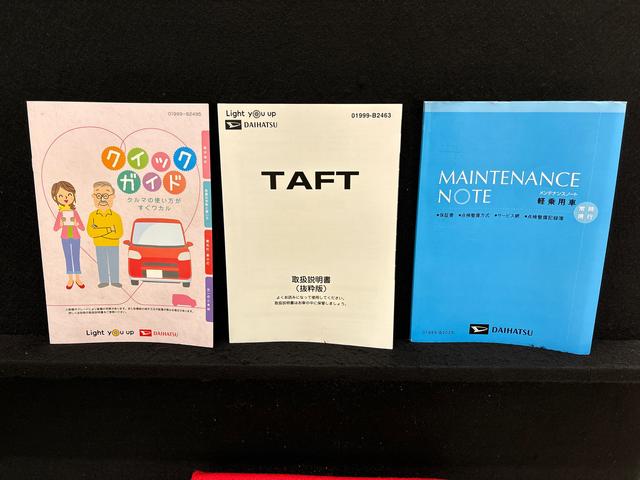 01999-B2495
クイック
ガイド
クルマの使い方が
すぐワカル
Light you up
DAIHATSU
Light you up
DAIHATSU
01999-B2463
TAFT
取扱説明書
(抜粋版)
よくお読みになって使用してください。
取扱説明書はお車の中に保管しましょう。
MAINTENANCE
NOTE
メンテナンスノート
軽乗用車
常時
携行
•保証書 •点検整備方式 •サービス網 •点検整備記録簿
DAIHATSU